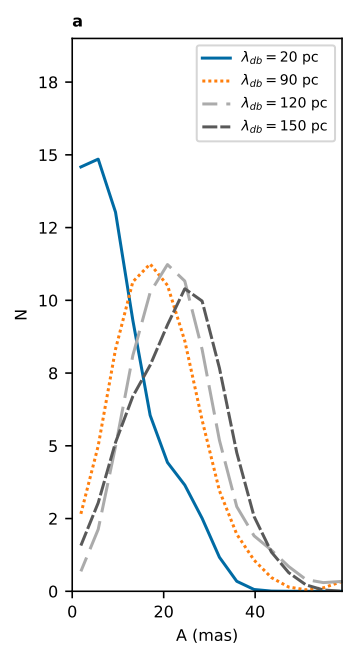 a
λdb = 20 pc
λdb = 90 pc
λdb = 120 pc
λdb = 150 pc
18
15
12
10
8
5
2
0
N
0 20 40
A (mas)